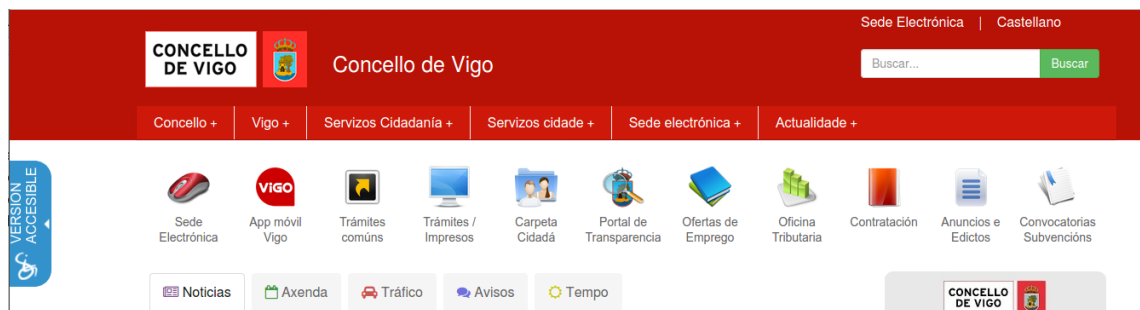 Sede Electrónica | Castellano
CONCELLO
DE VIGO
Concello de Vigo
Buscar...
Buscar
Concello +
Vigo +
Servizos Cidadanía +
Servizos cidade +
Sede electrónica +
Actualidade +
VERSIÓN
ACCESIBLE
Sede
Electrónica
ViGO
App móvil
Vigo
Trámites
comúns
Trámites /
Impresos
Carpeta
Cidadá
Portal de
Transparencia
Ofertas de
Emprego
Oficina
Tributaria
Contratación
Anuncios e
Edictos
Convocatorias
Subvencións
Noticias
Axenda
Tráfico
Avisos
Tempo
CONCELLO
DE VIGO